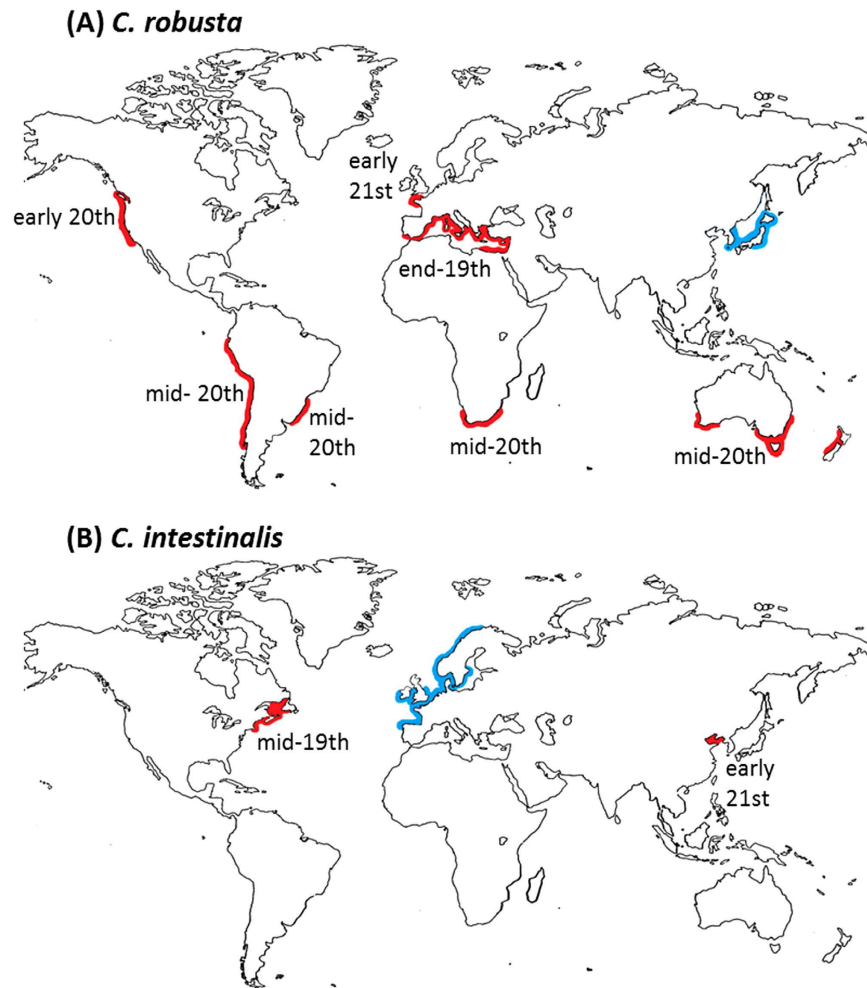 (A) C. robusta
early
21st
early 20th
end-19th
mid- 20th
mid-
20th
mid-20th
mid-20th
(B) C. intestinalis
mid-19th
early
21st